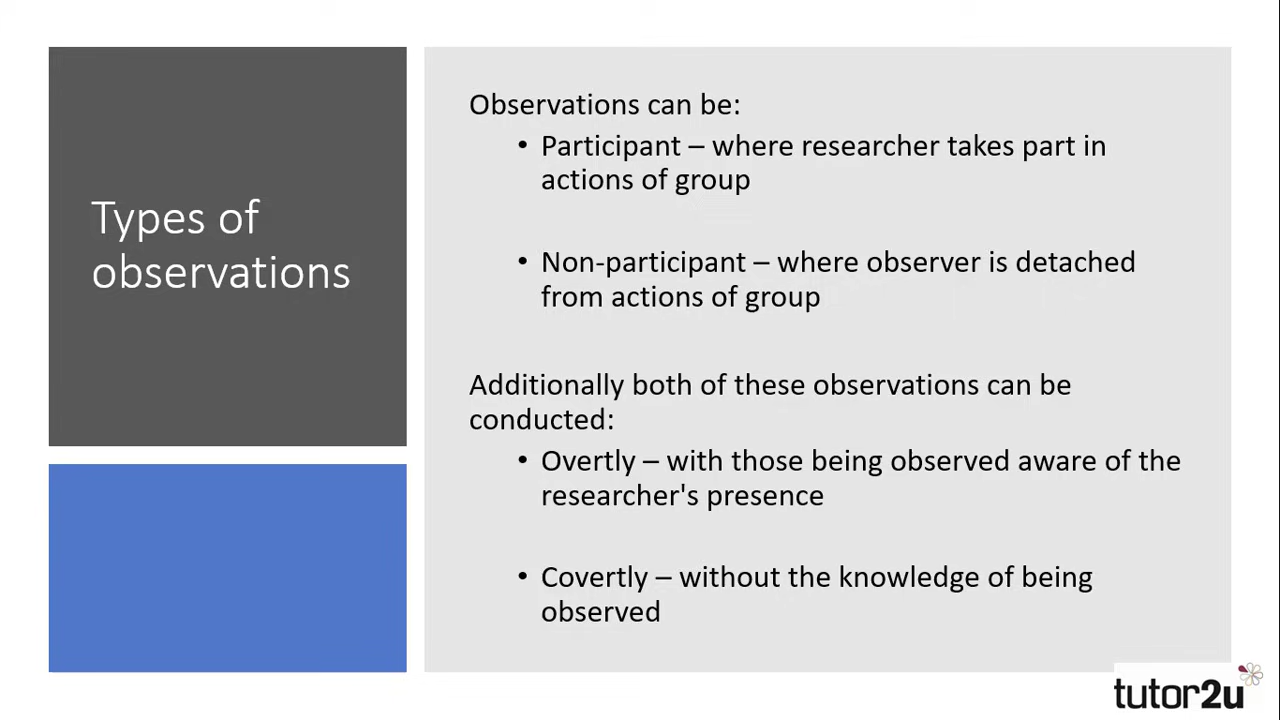 Types of
observations
Observations can be:
• Participant – where researcher takes part in
actions of group
• Non-participant – where observer is detached
from actions of group
Additionally both of these observations can be
conducted:
• Overtly – with those being observed aware of the
researcher's presence
• Covertly – without the knowledge of being
observed
tutor2u